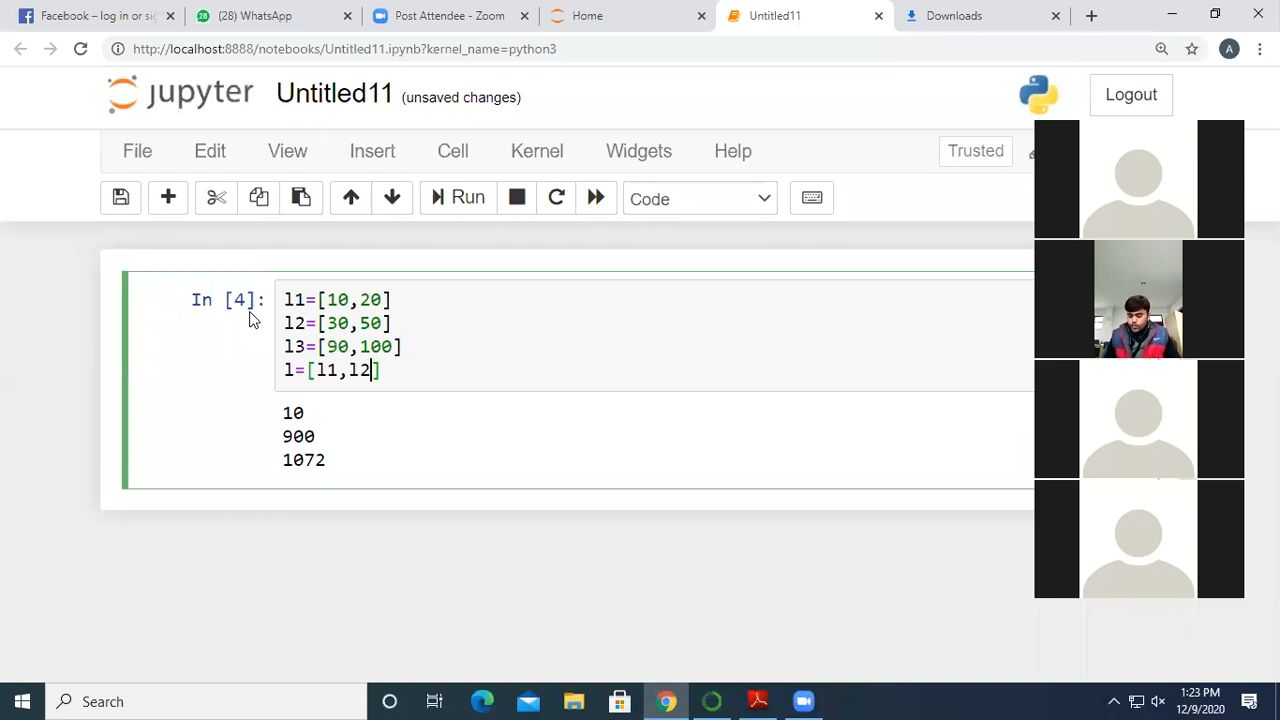 Facebook – log in or sig
(28) WhatsApp
Post Attendee - Zoom
Home
Untitled11
Downloads
http://localhost:8888/notebooks/Untitled11.ipynb?kernel_name=python3
A
jupyter Untitled11 (unsaved changes)
Logout
File Edit View Insert Cell Kernel Widgets Help
Trusted
Run
Code
In [4]:
l1=[10,20]
l2=[30,50]
l3=[90,100]
l=[l1,l2]
10
900
1072
Search
1:23 PM
12/9/2020